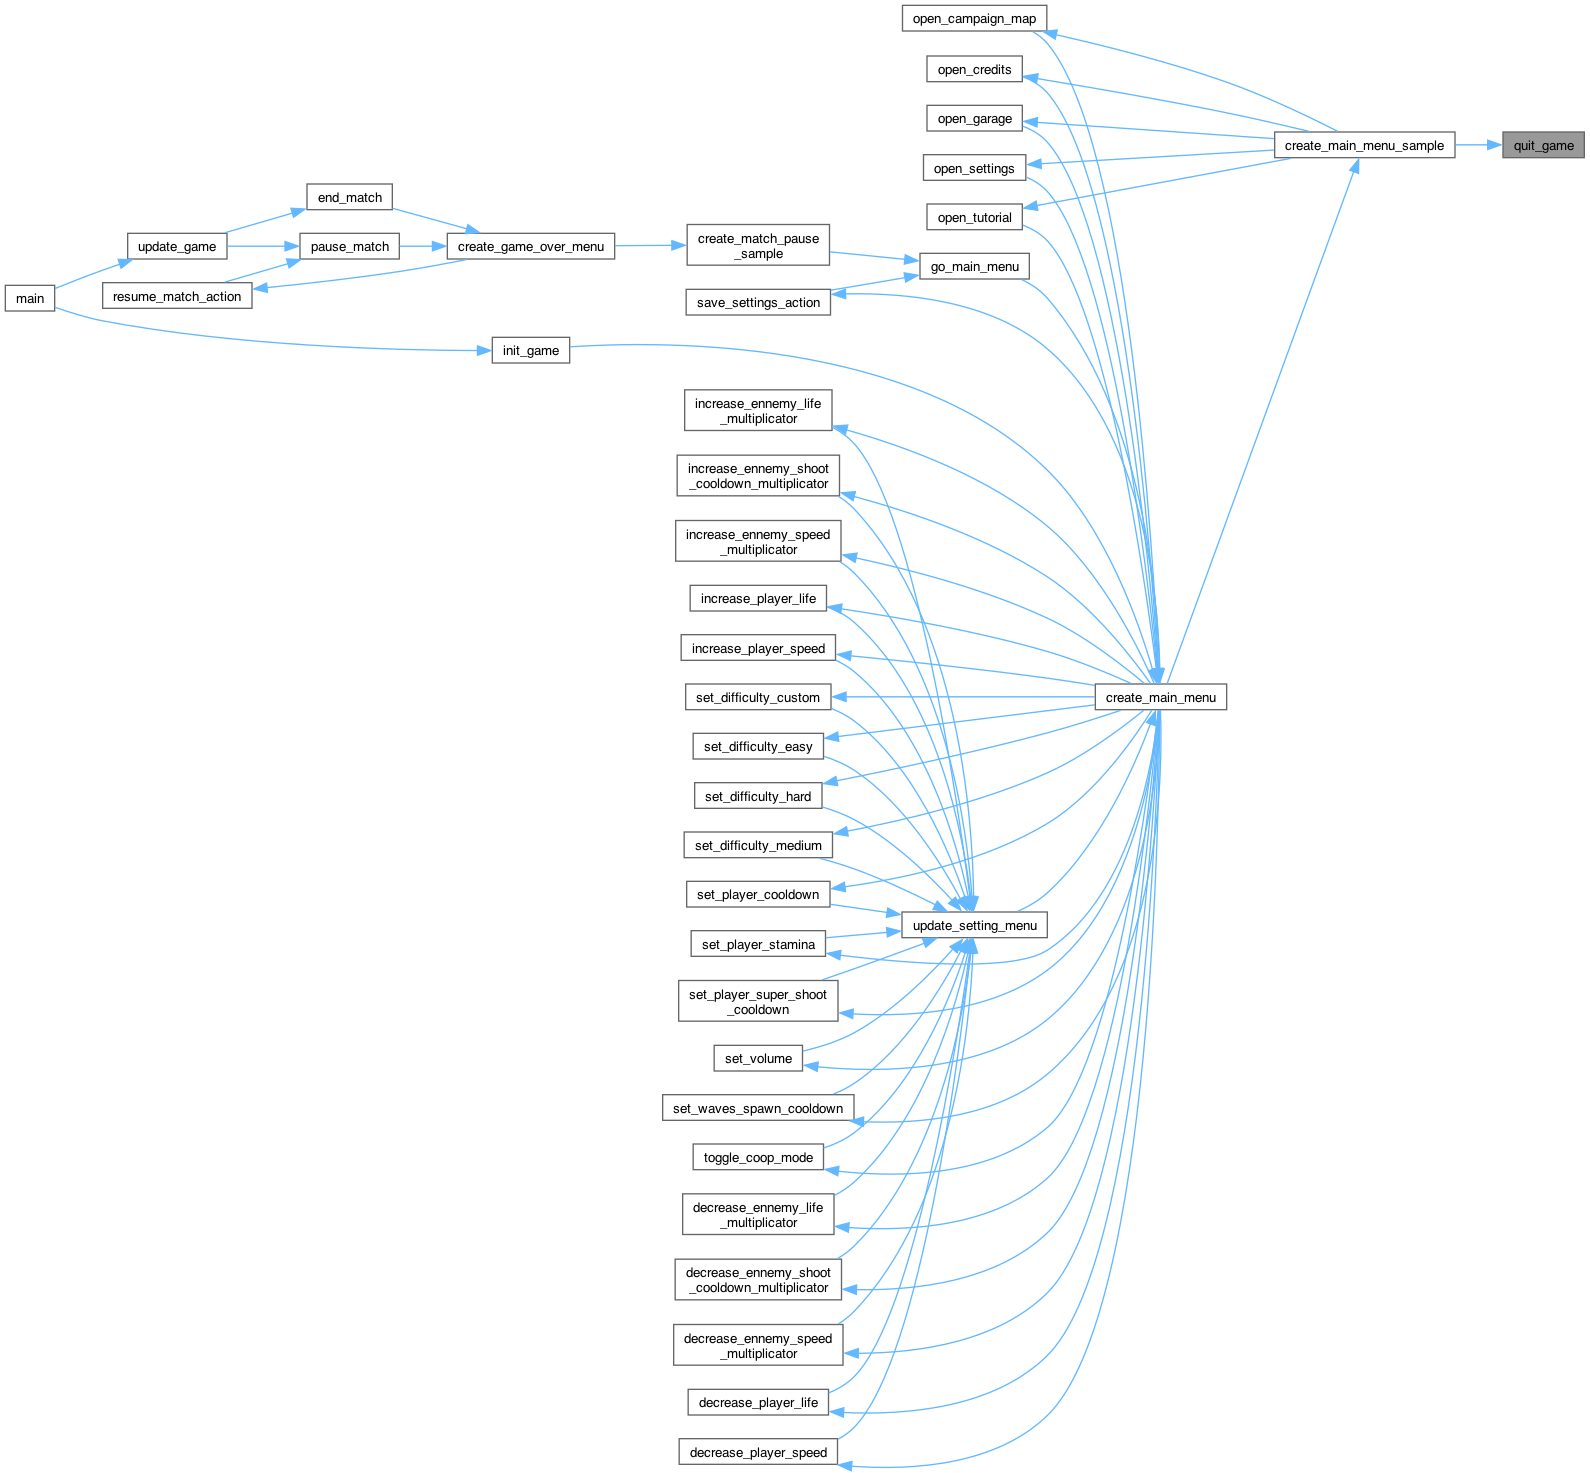 open_campaign_map
open_credits
open_garage
create_main_menu_sample
quit_game
open_settings
end_match
open_tutorial
update_game
pause_match
create_game_over_menu
create_match_pause
_sample
go_main_menu
main
resume_match_action
save_settings_action
init_game
increase_ennemy_life
_multiplicator
increase_ennemy_shoot
_cooldown_multiplicator
increase_ennemy_speed
_multiplicator
increase_player_life
increase_player_speed
set_difficulty_custom
create_main_menu
set_difficulty_easy
set_difficulty_hard
set_difficulty_medium
set_player_cooldown
update_setting_menu
set_player_stamina
set_player_super_shoot
_cooldown
set_volume
set_waves_spawn_cooldown
toggle_coop_mode
decrease_ennemy_life
_multiplicator
decrease_ennemy_shoot
_cooldown_multiplicator
decrease_ennemy_speed
_multiplicator
decrease_player_life
decrease_player_speed